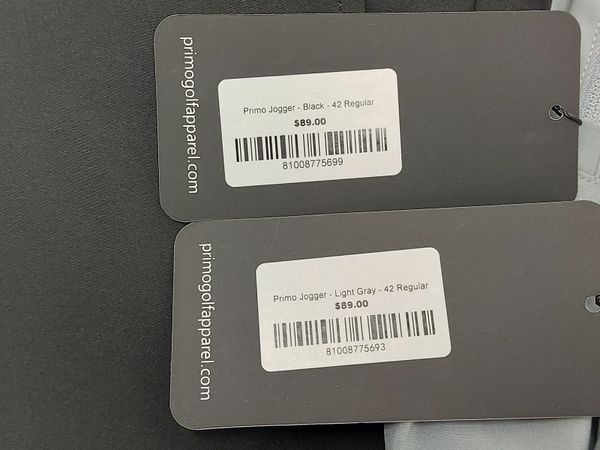 primogolfapparel.com
Primo Jogger - Black - 42 Regular
$89.00
81008775699
primogolfapparel.com
Primo Jogger - Light Gray - 42 Regular
$89.00
81008775693